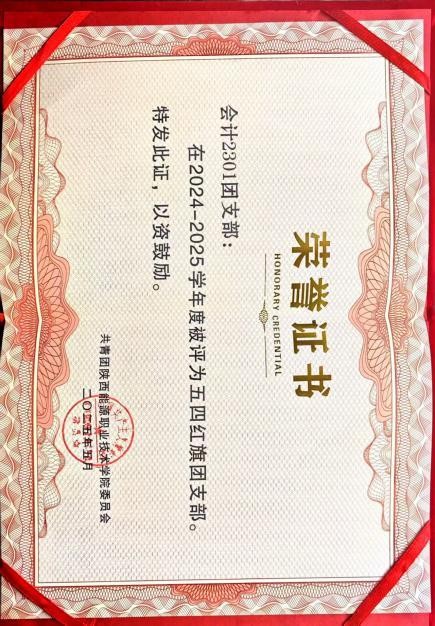 荣誉证书
HONORARY CREDENTIAL
会计2301团支部：
在2024-2025学年度被评为五四红旗团支部。
特发此证，以资鼓励。
共青团陕西能源职业技术学院委员会
二〇二五年五月